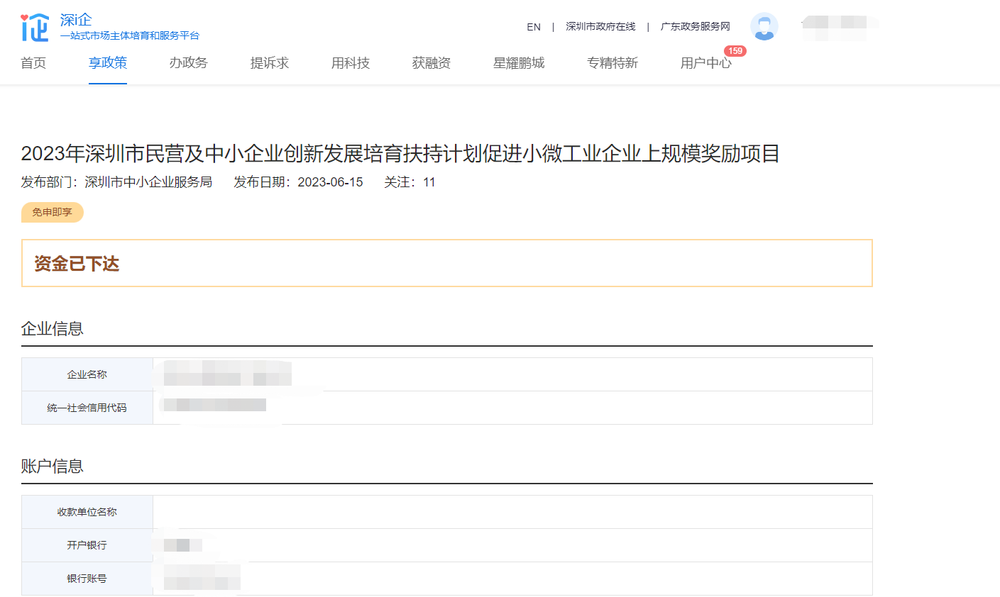 深i企
一站式市场主体培育和服务平台
EN | 深圳市政府在线 | 广东政务服务网
首页 享政策 办政务 提诉求 用科技 获融资 星耀鹏城 专精特新 用户中心 159
2023年深圳市民营及中小企业创新发展培育扶持计划促进小微工业企业上规模奖励项目
发布部门：深圳市中小企业服务局 发布日期：2023-06-15 关注：11
免申即享
资金已下达
企业信息
企业名称
统一社会信用代码
账户信息
收款单位名称
开户银行
银行账号